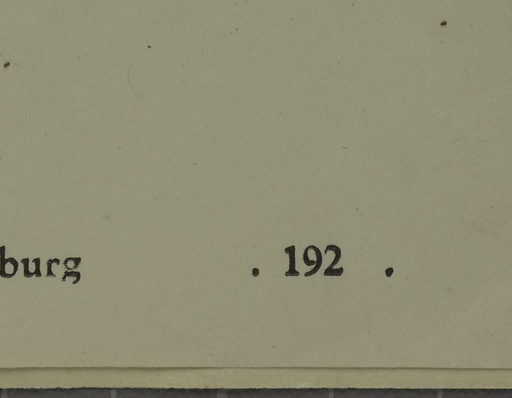 burg . 192 .